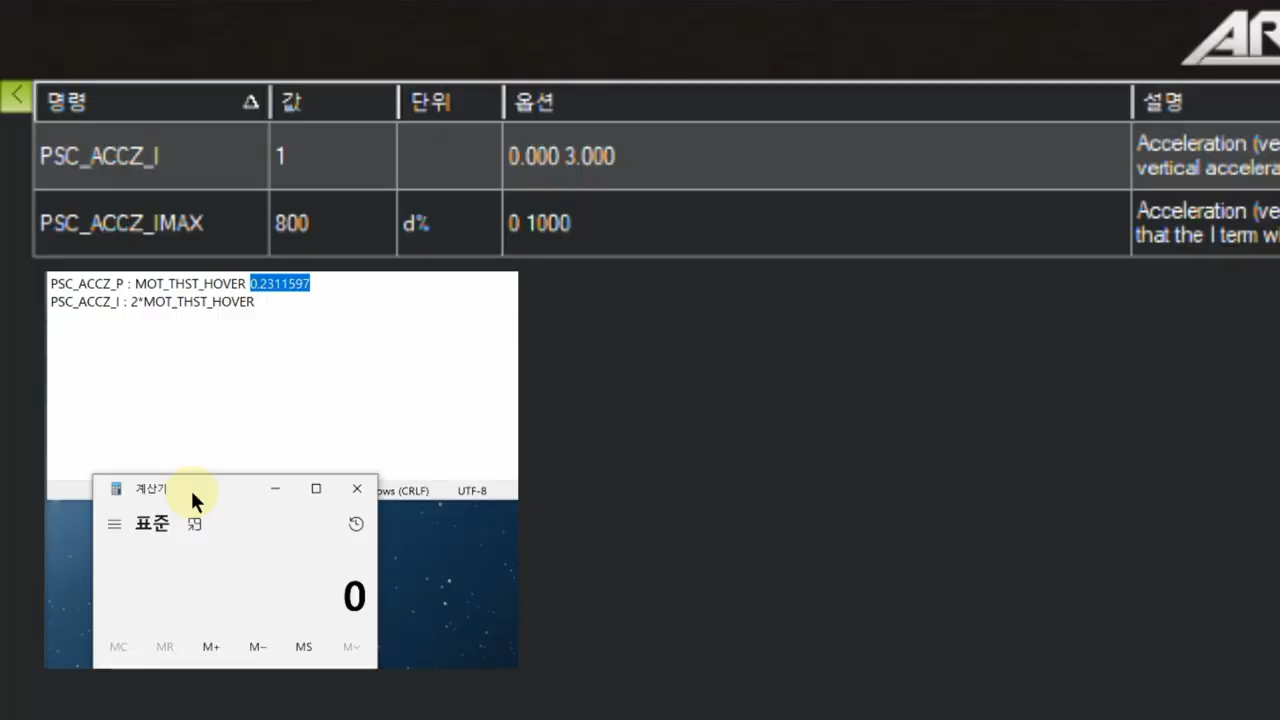 명령 값 단위 옵션 설명
PSC_ACCZ_I 1 0.000 3.000 Acceleration (ve
vertical accelera
PSC_ACCZ_IMAX 800 d% 0 1000 Acceleration (ve
that the I term wi
PSC_ACCZ_P : MOT_THST_HOVER 0.2311597
PSC_ACCZ_I : 2*MOT_THST_HOVER
ows (CRLF) UTF-8
계산기
표준
0
MC MR M+ M− MS M